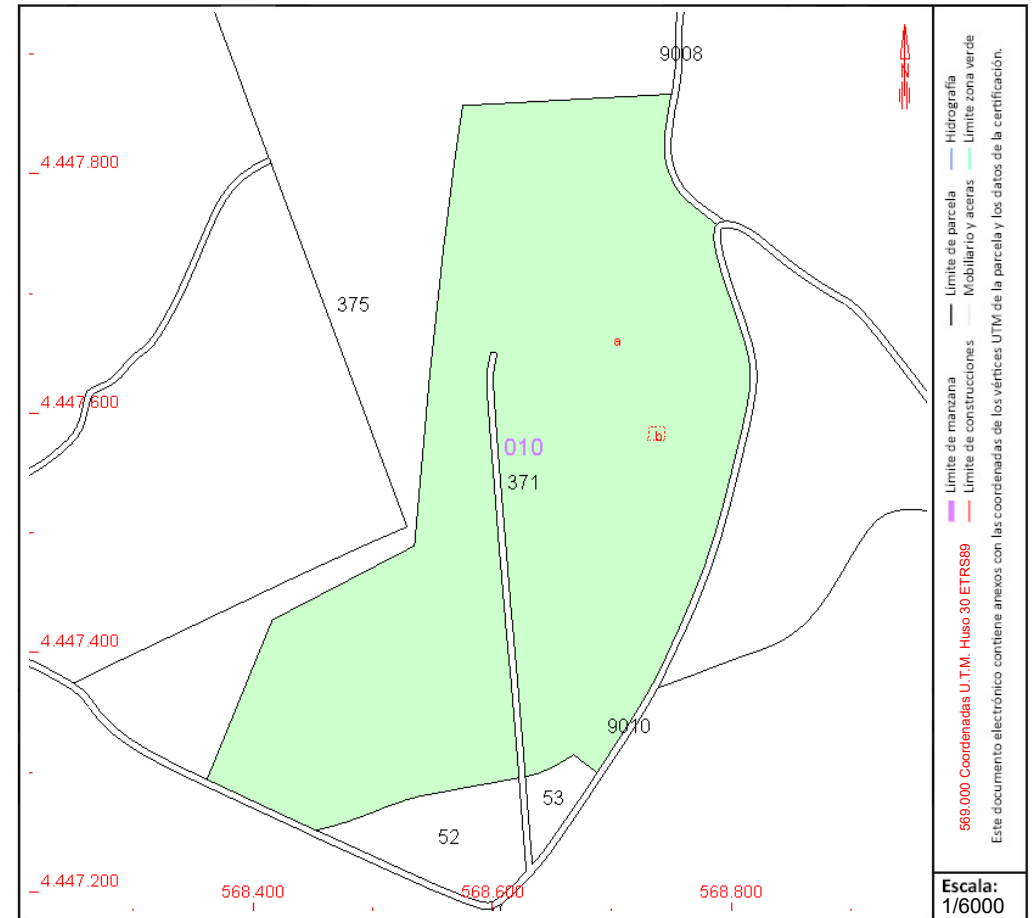 9008
4.447.800
375
a
4.447.600
b
010
371
4.447.400
9010
53
52
4.447.200
568.400
568.600
568.800
N
Límite de manzana
Límite de parcela
Hidrografía
Límite de construcciones
Mobiliario y aceras
Límite zona verde
569.000 Coordenadas U.T.M. Huso 30 ETRS89
Este documento electrónico contiene anexos con las coordenadas de los vértices UTM de la parcela y los datos de la certificación.
Escala:
1/6000